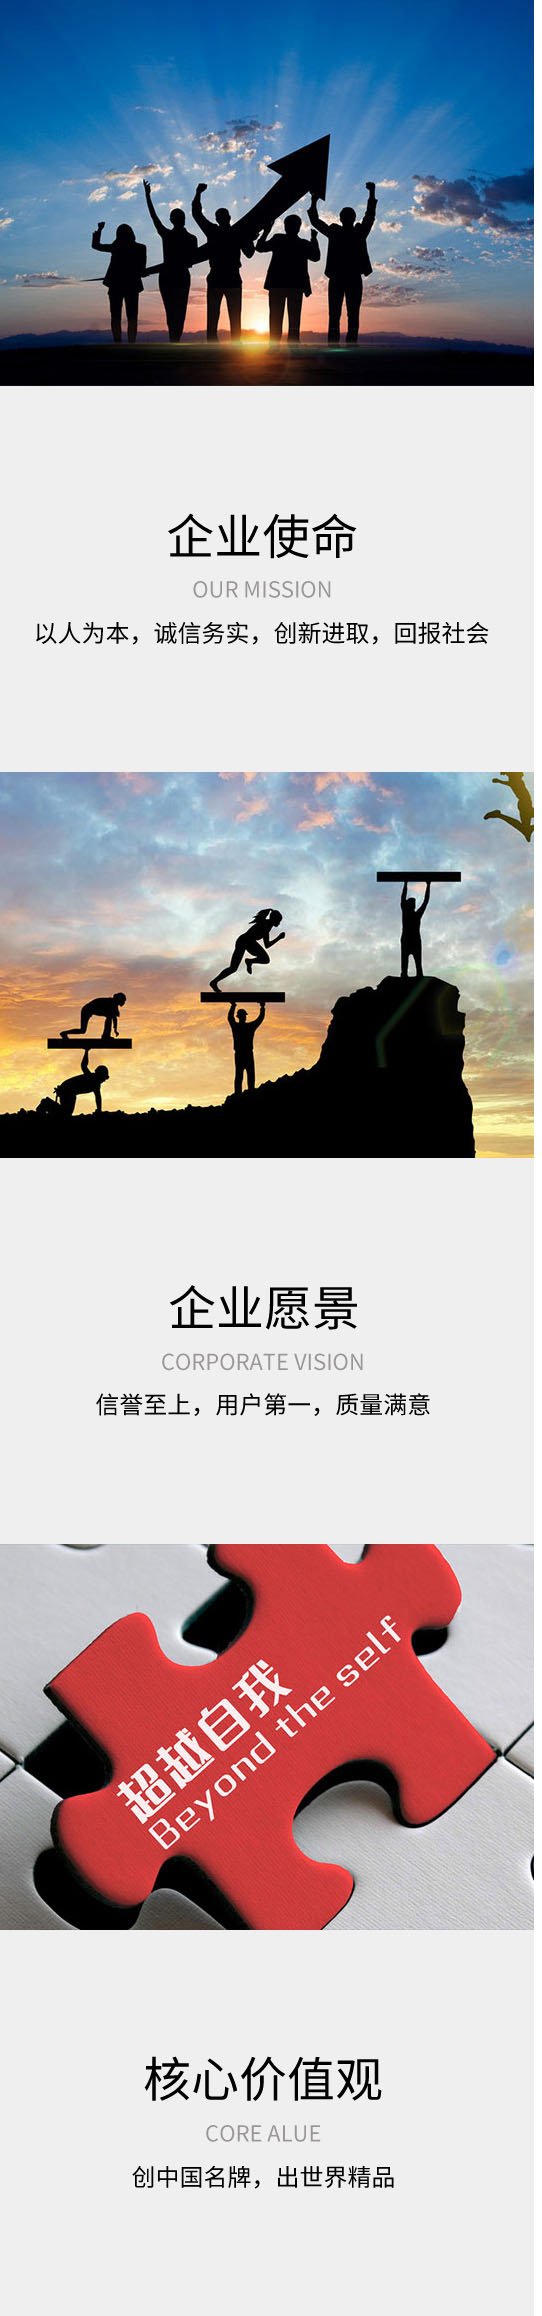 企业使命
OUR MISSION
以人为本，诚信务实，创新进取，回报社会
企业愿景
CORPORATE VISION
信誉至上，用户第一，质量满意
超越自我
Beyond the self
核心价值观
CORE ALUE
创中国名牌，出世界精品